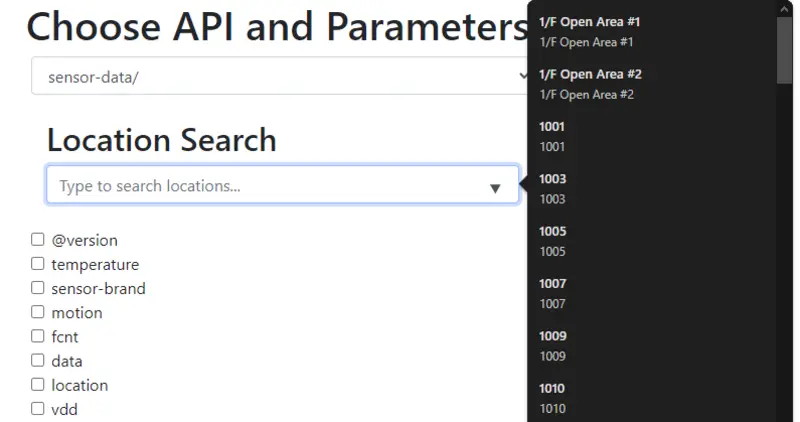 Choose API and Parameters
sensor-data/
Location Search
Type to search locations...
@version
temperature
sensor-brand
motion
fcnt
data
location
vdd
1/F Open Area #1
1/F Open Area #1
1/F Open Area #2
1/F Open Area #2
1001
1001
1003
1003
1005
1005
1007
1007
1009
1009
1010
1010